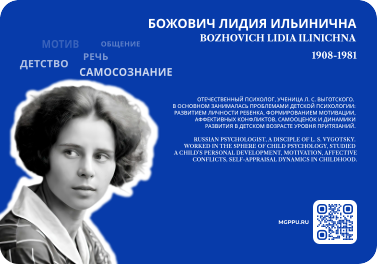 БОЖОВИЧ ЛИДИЯ ИЛЬИНИЧНА
BOZHOVICH LIDIA ILINICHNA
1908-1981
МОТИВ
ОБЩЕНИЕ
РЕЧЬ
ДЕТСТВО
САМОСОЗНАНИЕ
ОТЕЧЕСТВЕННЫЙ ПСИХОЛОГ, УЧЕНИЦА Л. С. ВЫГОТСКОГО.
В ОСНОВНОМ ЗАНИМАЛАСЬ ПРОБЛЕМАМИ ДЕТСКОЙ ПСИХОЛОГИИ:
РАЗВИТИЕМ ЛИЧНОСТИ РЕБЕНКА, ФОРМИРОВАНИЕМ МОТИВАЦИИ,
АФФЕКТИВНЫХ КОНФЛИКТОВ, САМООЦЕНОК И ДИНАМИКИ
РАЗВИТИЯ В ДЕТСКОМ ВОЗРАСТЕ УРОВНЯ ПРИТЯЗАНИЙ.
RUSSIAN PSYCHOLOGIST, A DISCIPLE OF L. S. VYGOTSKY.
WORKED IN THE SPHERE OF CHILD PSYCHOLOGY, STUDIED
A CHILD'S PERSONAL DEVELOPMENT, MOTIVATION, AFFECTIVE
CONFLICTS, SELF-APPRAISAL DYNAMICS IN CHILDHOOD.
MGPPU.RU